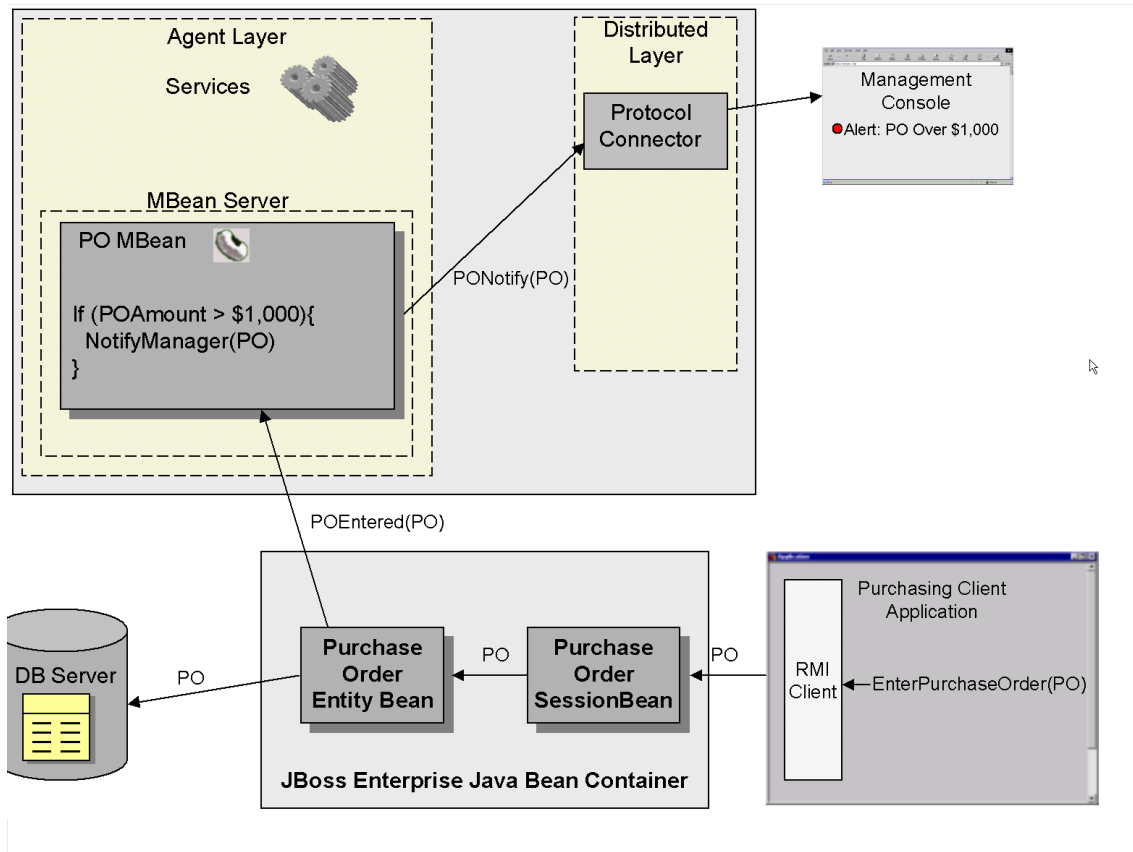 Agent Layer
Services
MBean Server
PO MBean
If (POAmount > $1,000){
NotifyManager(PO)
}
PONotify(PO)
Distributed
Layer
Protocol
Connector
Management
Console
Alert: PO Over $1,000
POEntered(PO)
DB Server
PO
Purchase
Order
Entity Bean
PO
Purchase
Order
SessionBean
PO
JBoss Enterprise Java Bean Container
Application
Purchasing Client
Application
RMI
Client
EnterPurchaseOrder(PO)